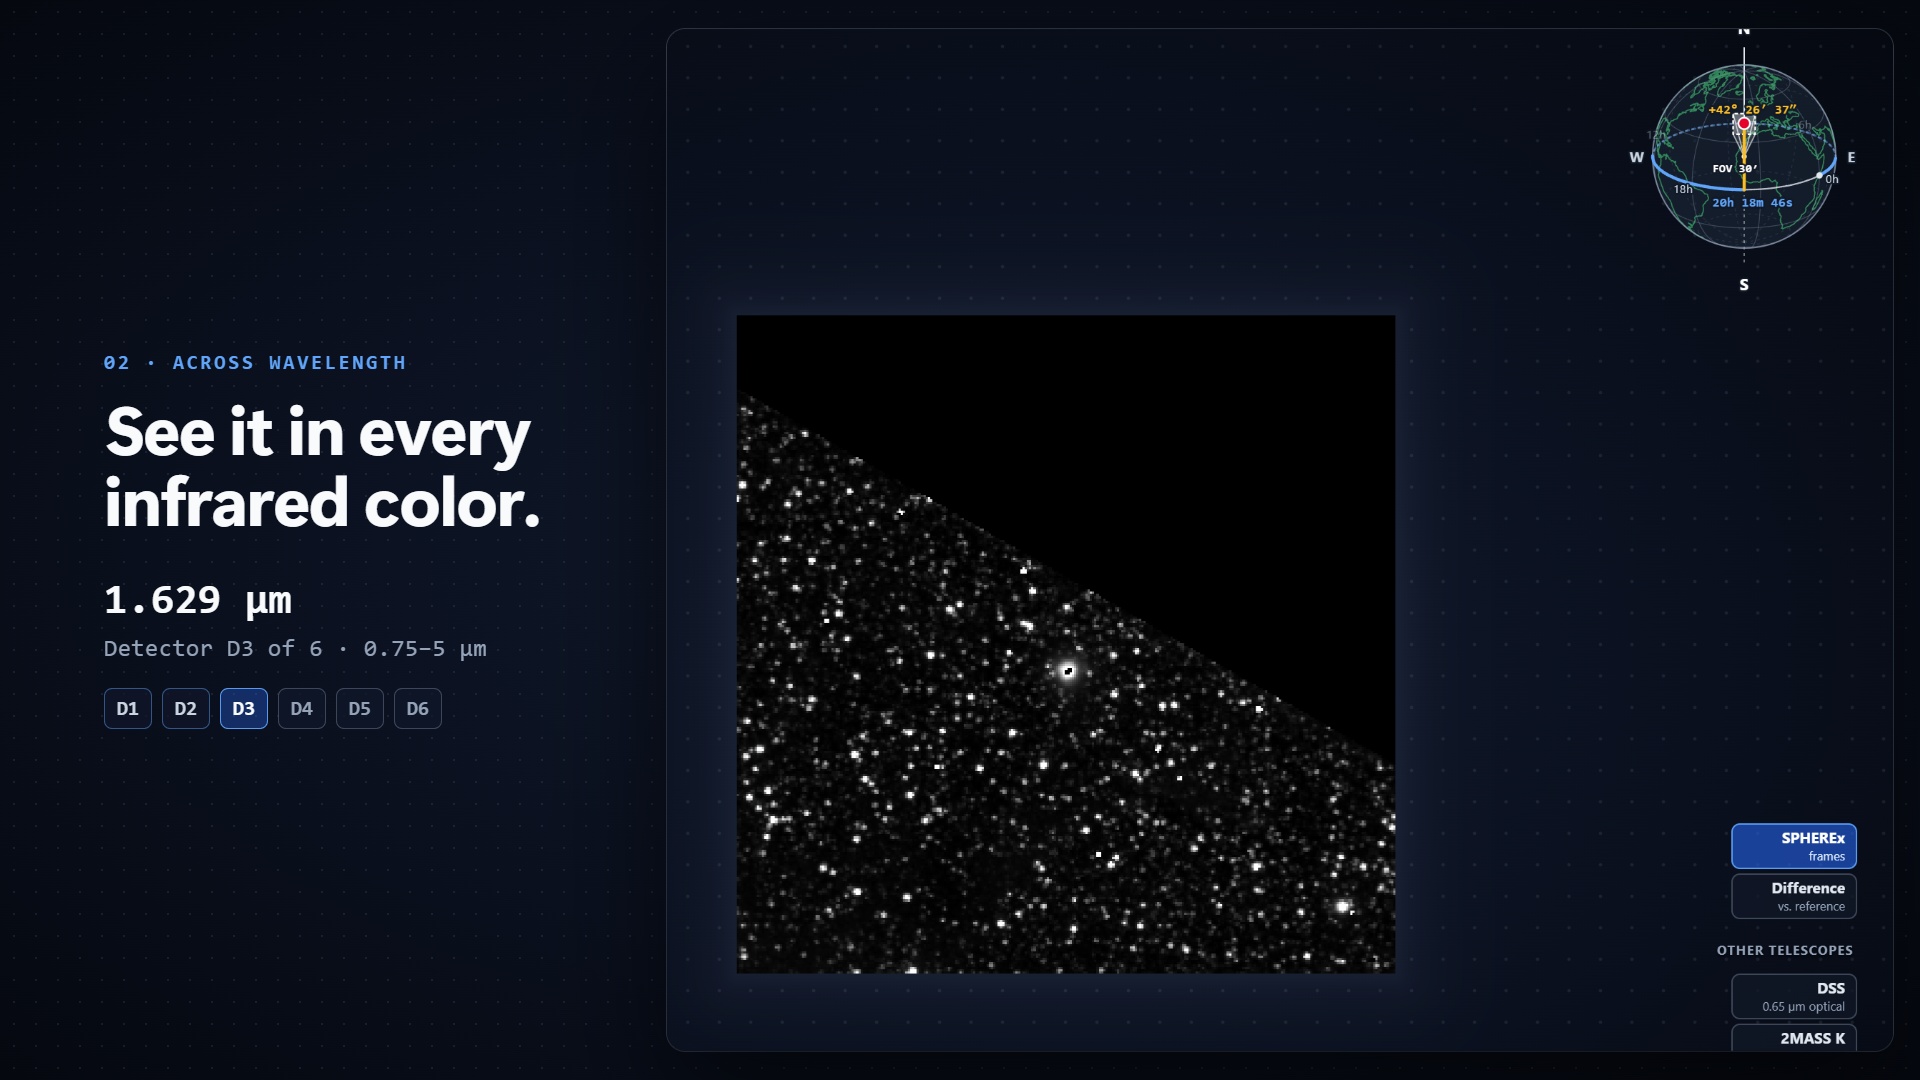 02 · ACROSS WAVELENGTH
See it in every
infrared color.
1.629 µm
Detector D3 of 6 · 0.75–5 µm
D1 D2 D3 D4 D5 D6
N
+42° 26′ 37″
12h
6h
W
E
FOV 30′
18h
0h
20h 18m 46s
S
SPHEREx
frames
Difference
vs. reference
OTHER TELESCOPES
DSS
0.65 µm optical
2MASS K